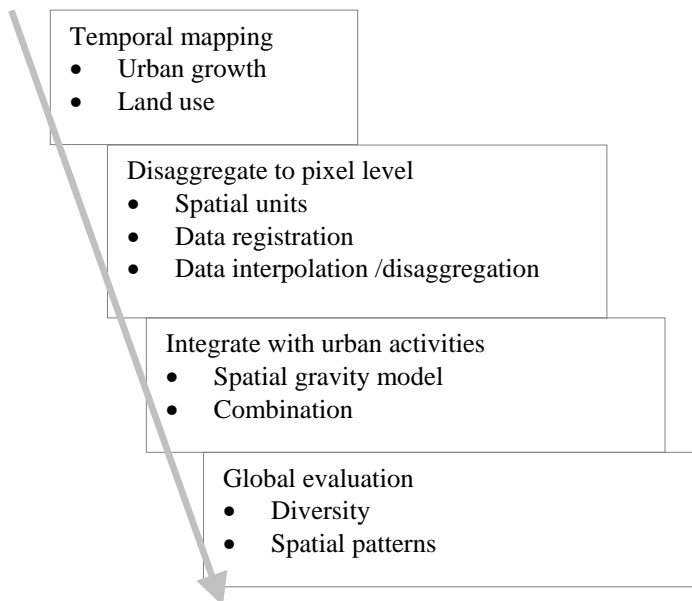 Temporal mapping
• Urban growth
• Land use
Disaggregate to pixel level
• Spatial units
• Data registration
• Data interpolation /disaggregation
Integrate with urban activities
• Spatial gravity model
• Combination
Global evaluation
• Diversity
• Spatial patterns